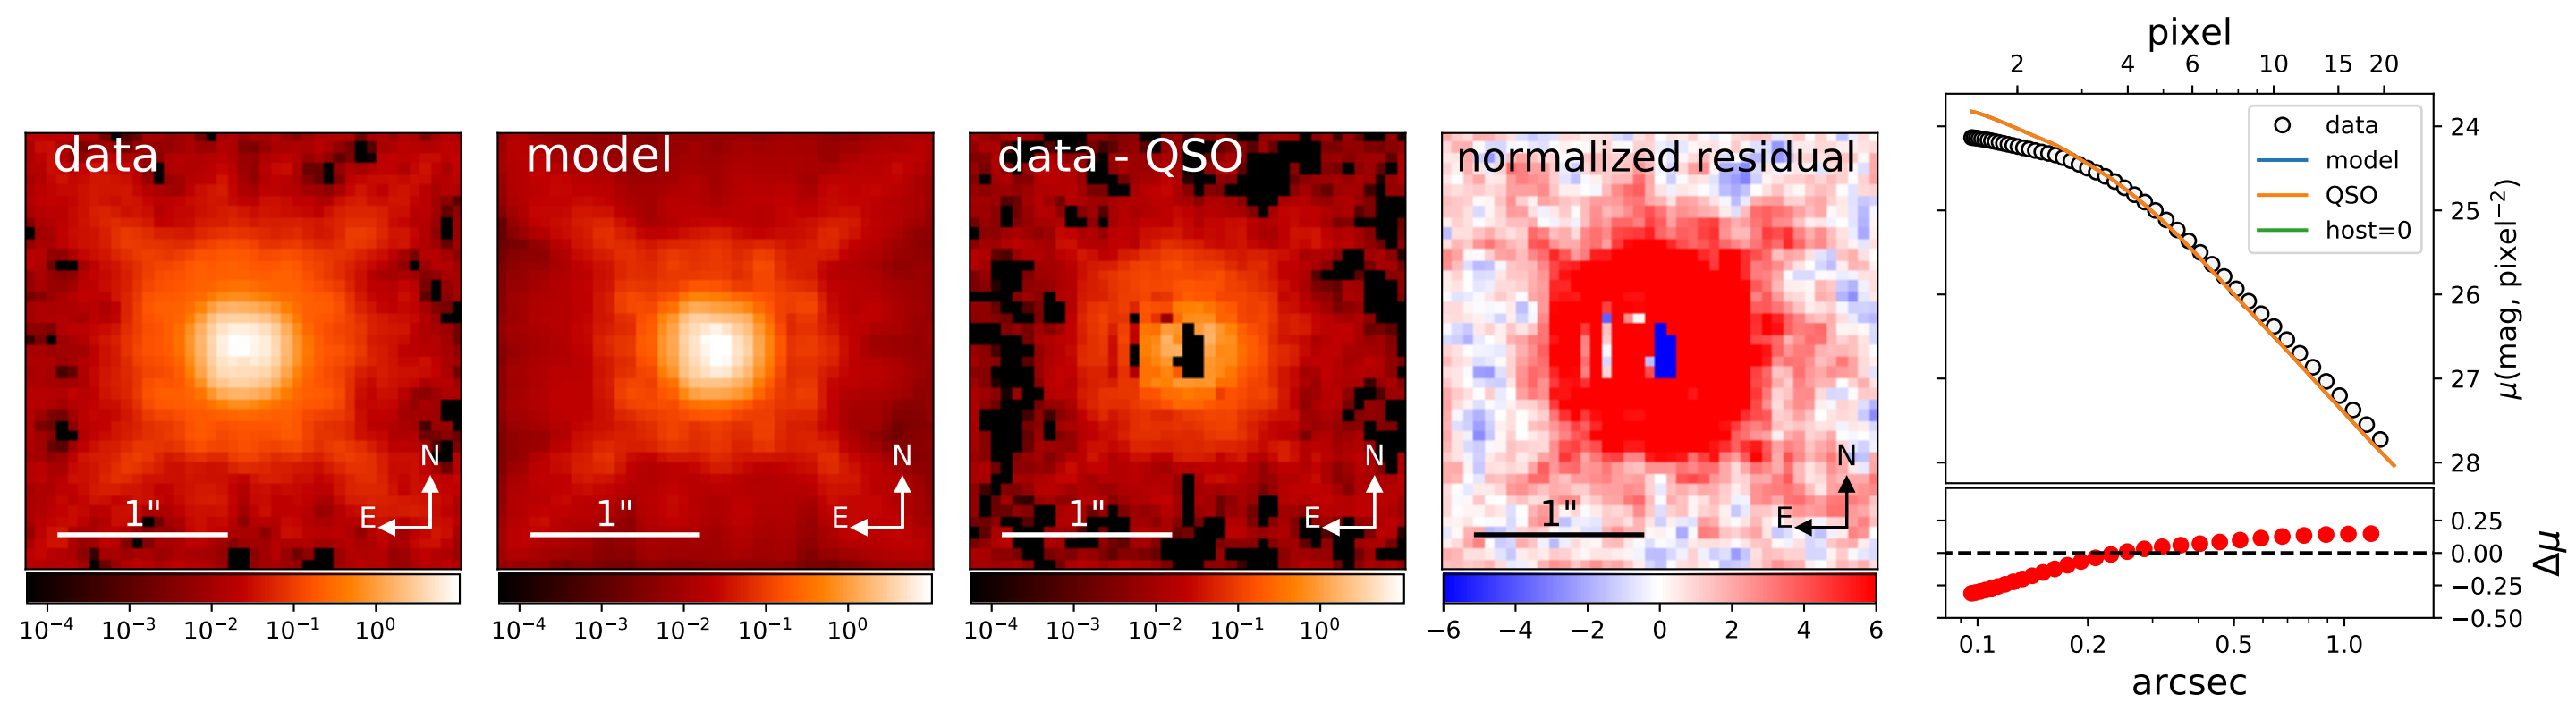 data
N
E
1"
10⁻⁴ 10⁻³ 10⁻² 10⁻¹ 10⁰
model
N
E
1"
10⁻⁴ 10⁻³ 10⁻² 10⁻¹ 10⁰
data - QSO
N
E
1"
10⁻⁴ 10⁻³ 10⁻² 10⁻¹ 10⁰
normalized residual
N
E
1"
−6 −4 −2 0 2 4 6
pixel
2 4 6 10 15 20
data
model
QSO
host=0
24
25
26
27
28
μ(mag, pixel⁻²)
0.25
0.00
−0.25
−0.50
Δμ
0.1 0.2 0.5 1.0
arcsec